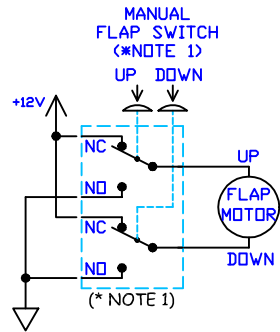 MANUAL
FLAP SWITCH
(*NOTE 1)
UP DOWN
+12V
NC
UP
NO
FLAP
MOTOR
NC
DOWN
NO
(* NOTE 1)